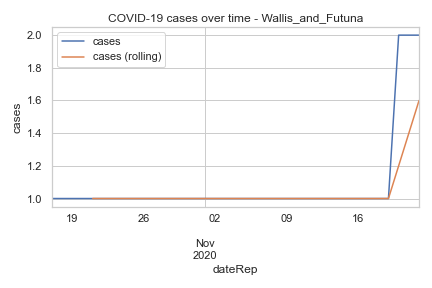 COVID-19 cases over time - Wallis_and_Futuna
cases
cases (rolling)
2.0
1.8
1.6
1.4
1.2
1.0
cases
19 26 02 09 16
Nov
2020
dateRep